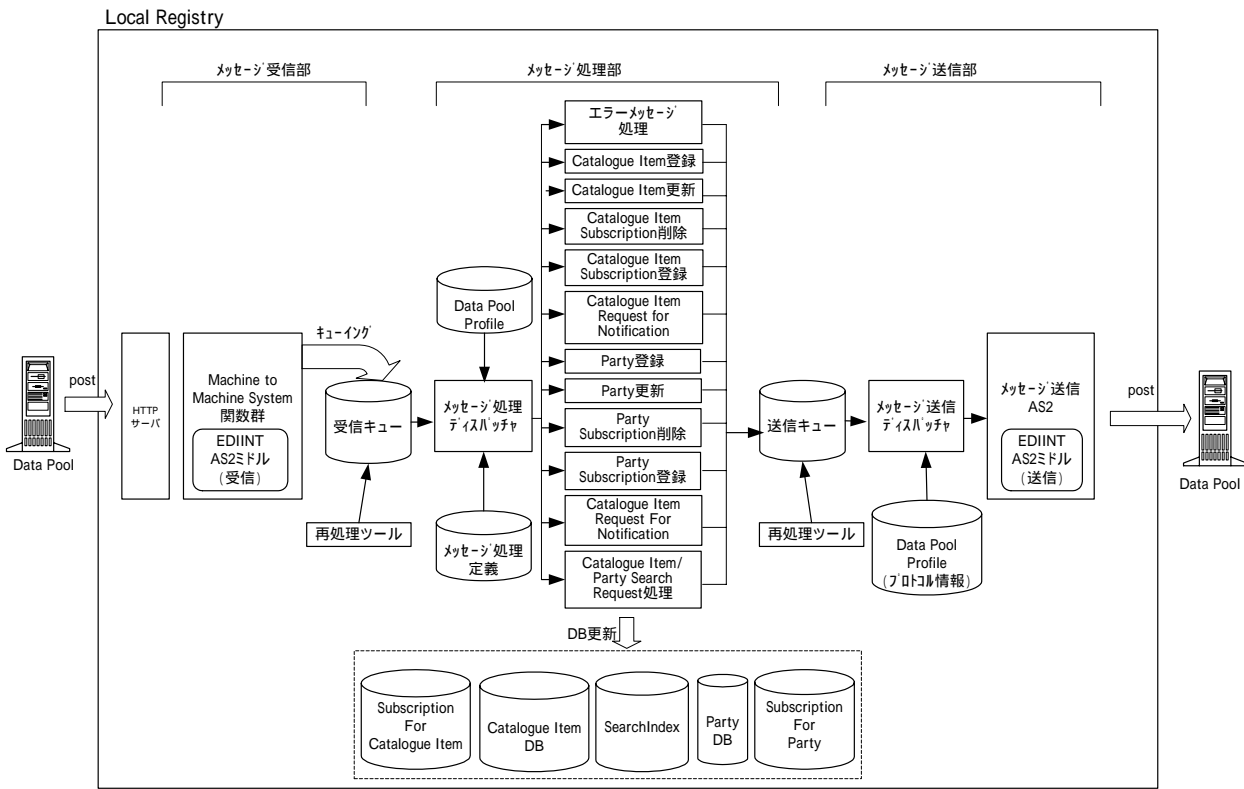 Local Registry
ﾒｯｾｰｼﾞ受信部
ﾒｯｾｰｼﾞ処理部
ﾒｯｾｰｼﾞ送信部
Data Pool
post
HTTP
サーバ
Machine to
Machine System
関数群
EDIINT
AS2ﾐﾄﾞﾙ
(受信)
ｷｭｰｲﾝｸﾞ
受信キュー
再処理ツール
Data Pool
Profile
ﾒｯｾｰｼﾞ処理
ﾃﾞｨｽﾊﾟｯﾁｬ
ﾒｯｾｰｼﾞ処理
定義
エラーﾒｯｾｰｼﾞ
処理
Catalogue Item登録
Catalogue Item更新
Catalogue Item
Subscription削除
Catalogue Item
Subscription登録
Catalogue Item
Request for
Notification
Party登録
Party更新
Party
Subscription削除
Party
Subscription登録
Catalogue Item
Request For
Notification
Catalogue Item/
Party Search
Request処理
送信キュー
再処理ツール
ﾒｯｾｰｼﾞ送信
ﾃﾞｨｽﾊﾟｯﾁｬ
Data Pool
Profile
(ﾌﾟﾛﾄｺﾙ情報)
ﾒｯｾｰｼﾞ送信
AS2
EDIINT
AS2ﾐﾄﾞﾙ
(送信)
post
Data Pool
DB更新
Subscription
For
Catalogue Item
Catalogue Item
DB
SearchIndex
Party
DB
Subscription
For
Party